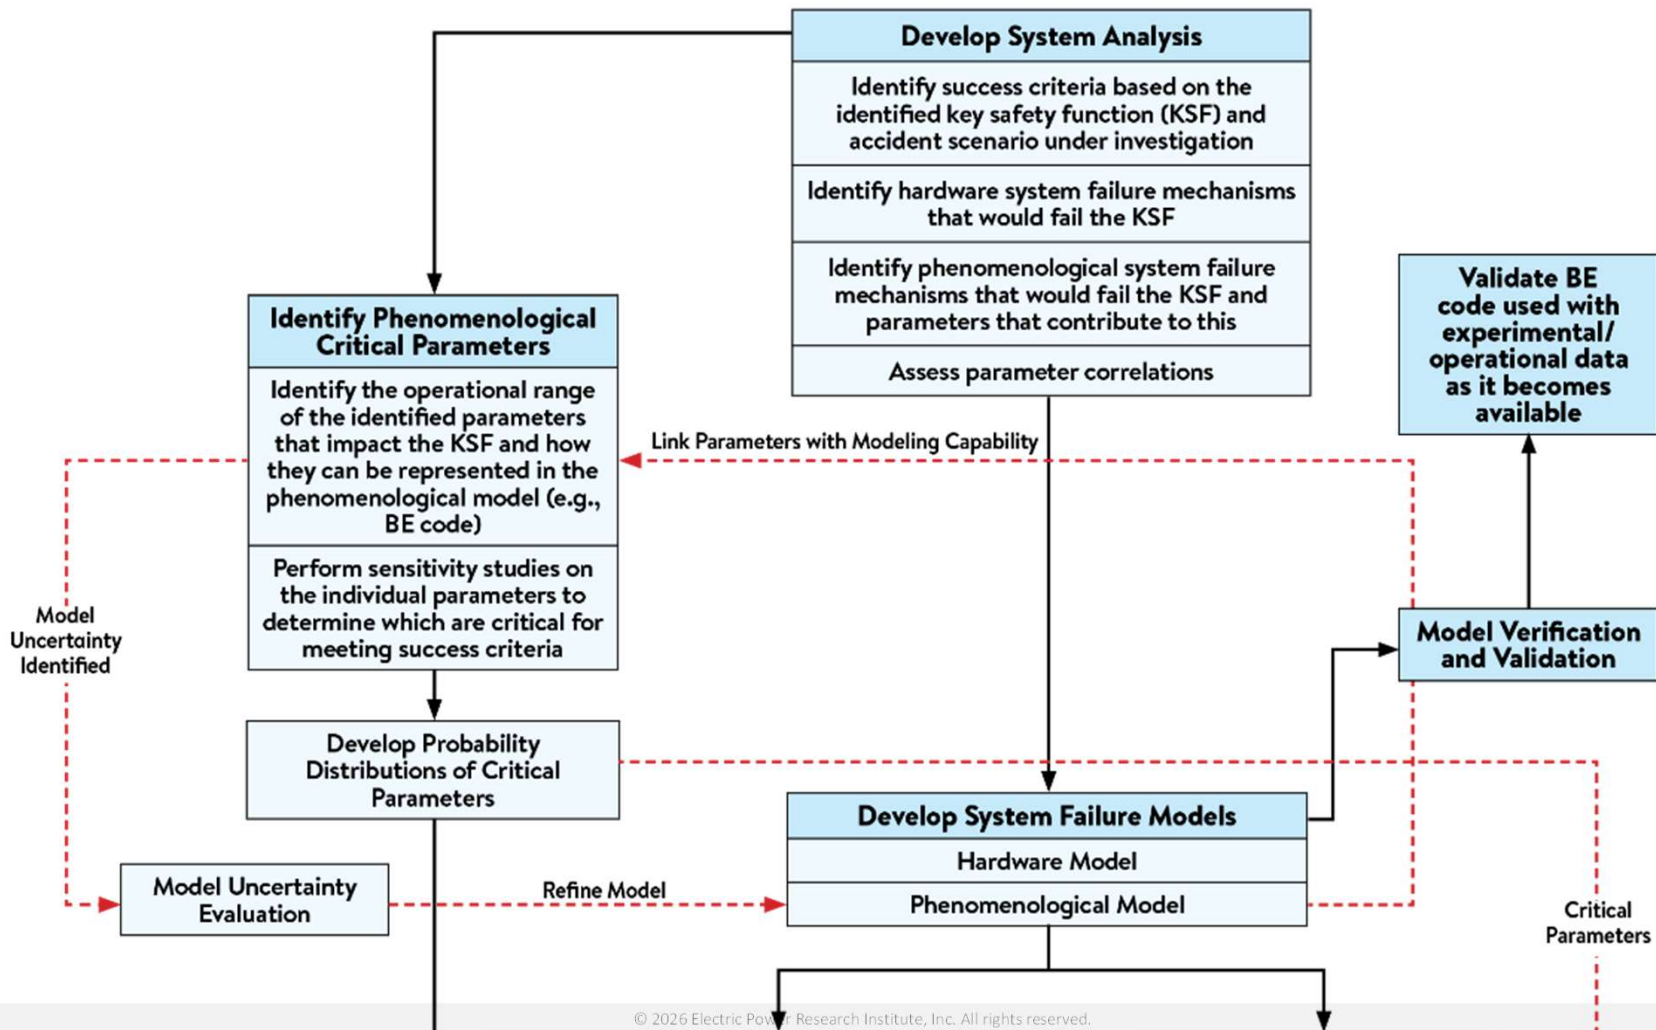 Develop System Analysis
Identify success criteria based on the
identified key safety function (KSF) and
accident scenario under investigation
Identify hardware system failure mechanisms
that would fail the KSF
Identify phenomenological system failure
mechanisms that would fail the KSF and
parameters that contribute to this
Assess parameter correlations
Validate BE
code used with
experimental/
operational data
as it becomes
available
Identify Phenomenological
Critical Parameters
Identify the operational range
of the identified parameters
that impact the KSF and how
they can be represented in the
phenomenological model (e.g.,
BE code)
Perform sensitivity studies on
the individual parameters to
determine which are critical for
meeting success criteria
Link Parameters with Modeling Capability
Model
Uncertainty
Identified
Model Verification
and Validation
Develop Probability
Distributions of Critical
Parameters
Develop System Failure Models
Hardware Model
Phenomenological Model
Model Uncertainty
Evaluation
Refine Model
Critical
Parameters
© 2026 Electric Power Research Institute, Inc. All rights reserved.